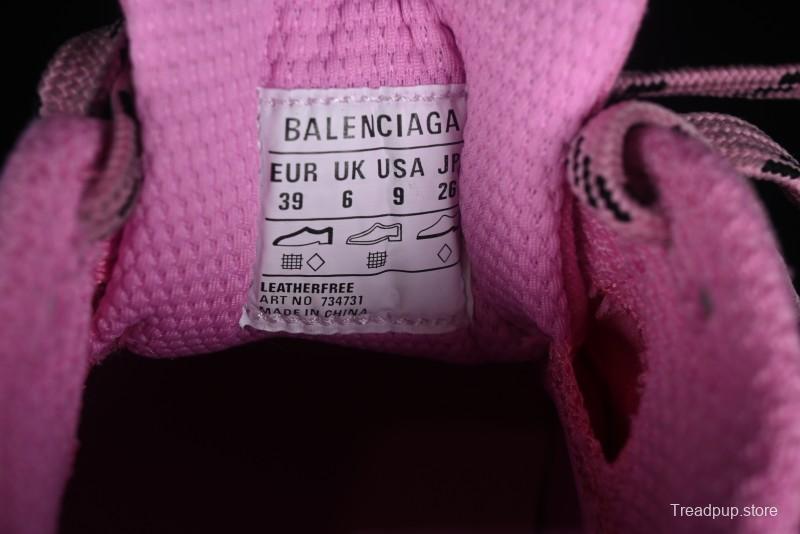 BALENCIAGA
EUR UK USA JP
39 6 9 26
LEATHERFREE
ART NO 734731
MADE IN CHINA
Treadpup.store